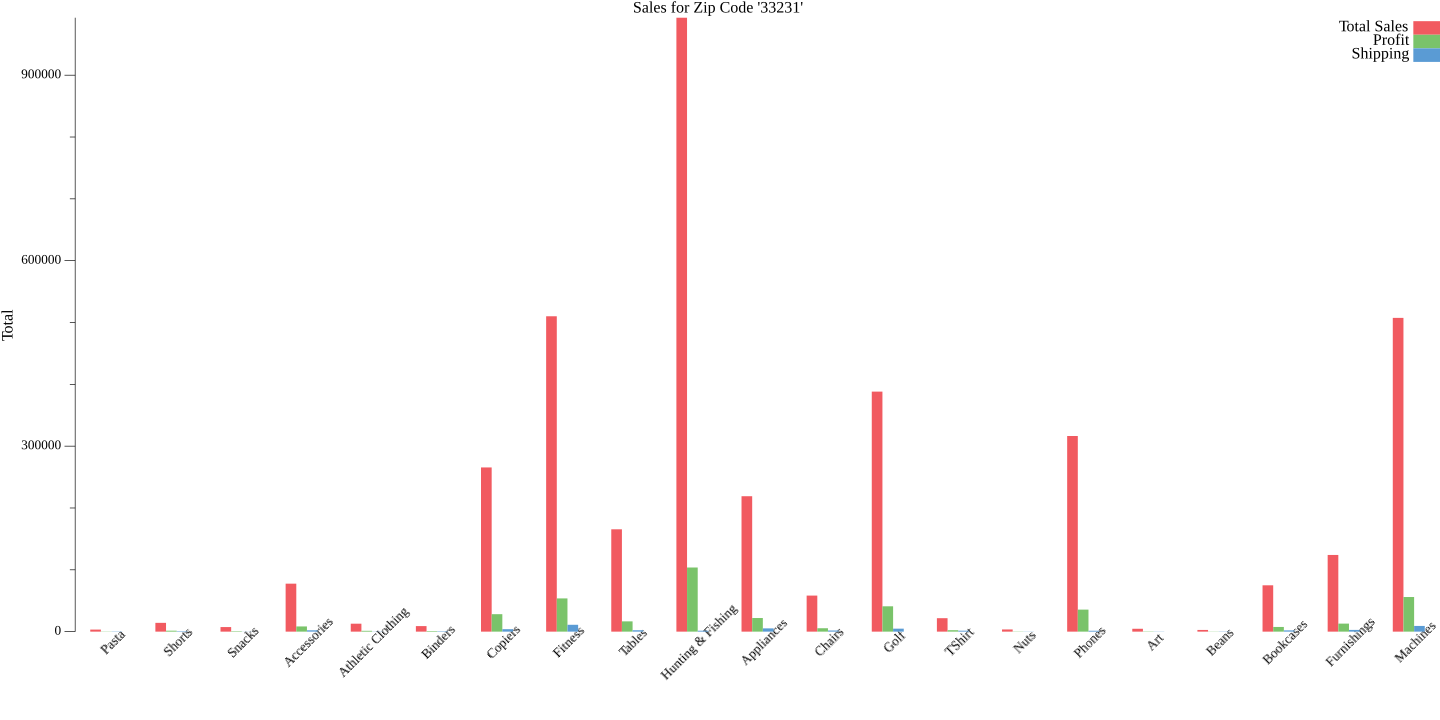 Sales for Zip Code '33231'
Total Sales
Profit
Shipping
900000
600000
300000
0
Total
Pasta
Shorts
Snacks
Accessories
Athletic Clothing
Binders
Copiers
Fitness
Tables
Hunting & Fishing
Appliances
Chairs
Golf
TShirt
Nuts
Phones
Art
Beans
Bookcases
Furnishings
Machines